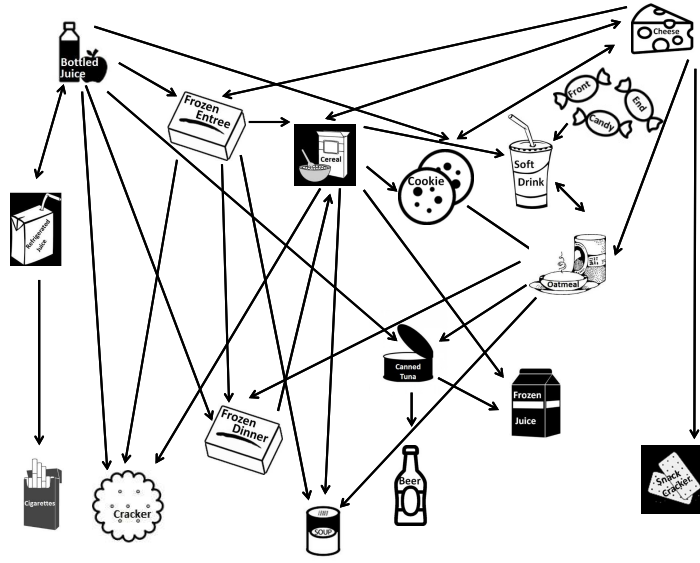 Cheese
Bottled
Juice
Front
End
Candy
Frozen
Entree
Cereal
Soft
Drink
Cookie
Refrigerated
Juice
Oatmeal
Canned
Tuna
Frozen
Juice
Frozen
Dinner
Beer
Snack
Cracker
Cigarettes
Cracker
SOUP